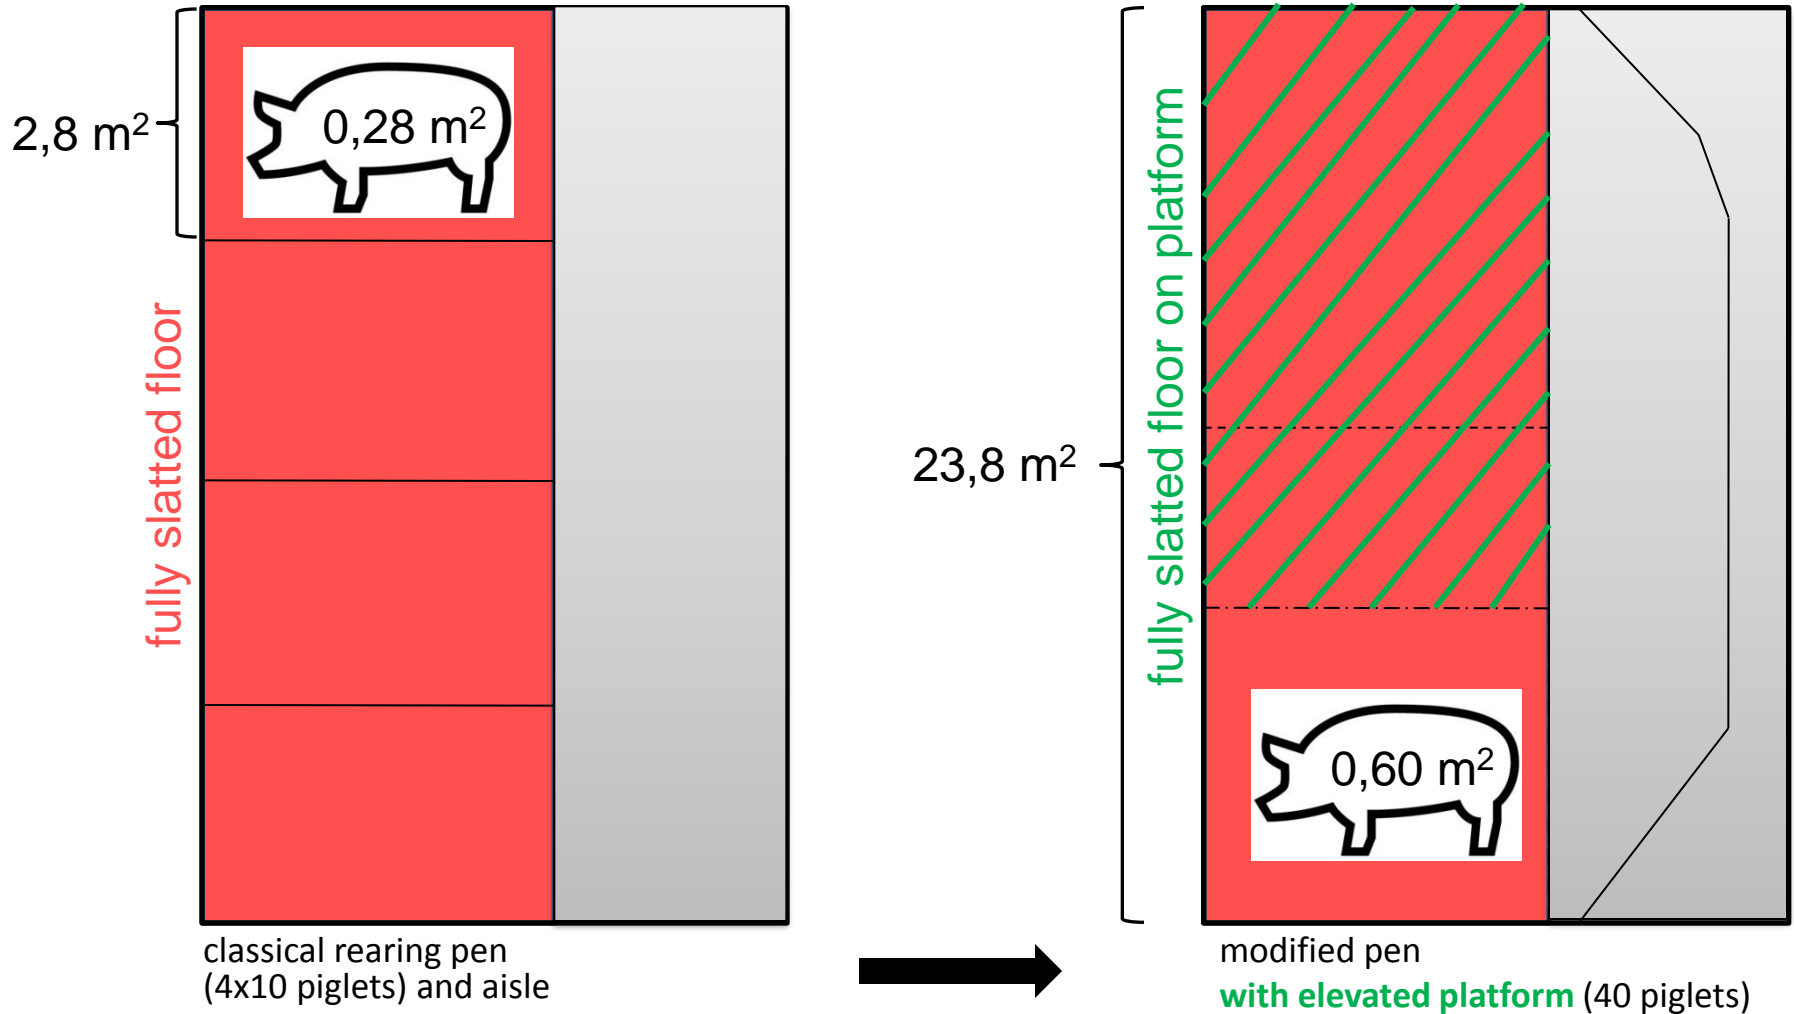 2,8 m²
0,28 m²
fully slatted floor
classical rearing pen
(4x10 piglets) and aisle
23,8 m²
fully slatted floor on platform
0,60 m²
modified pen
with elevated platform (40 piglets)